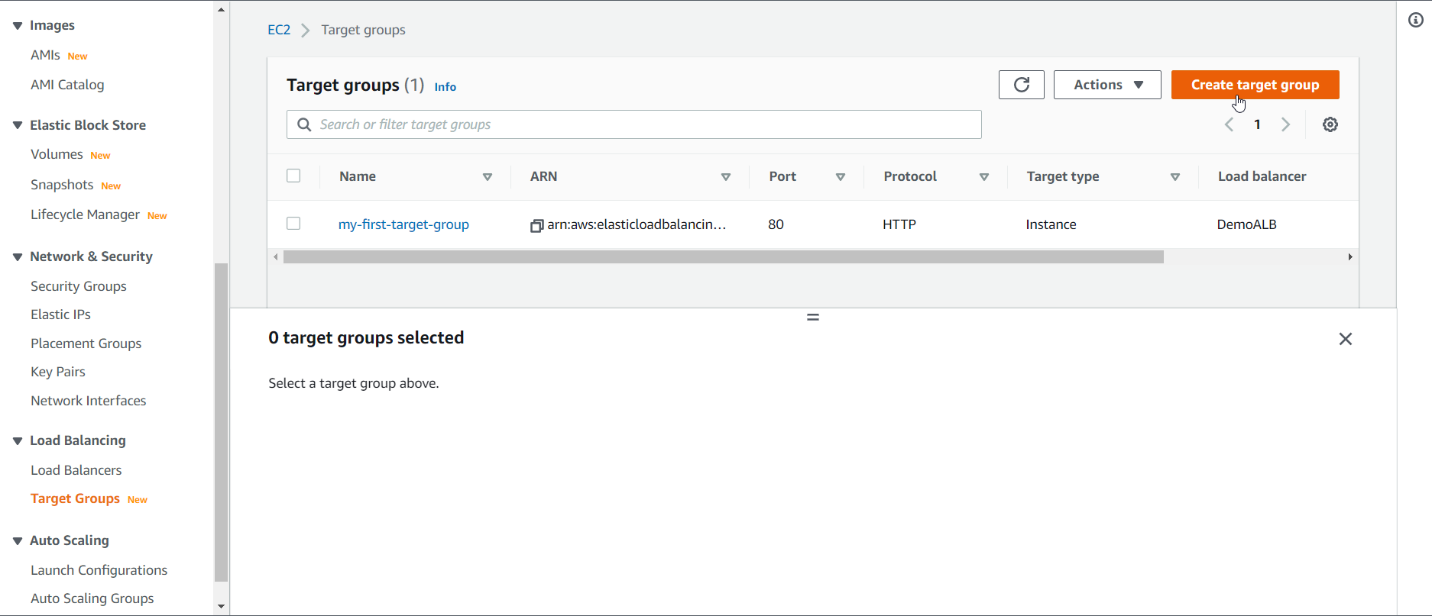 Images
AMIs New
AMI Catalog
Elastic Block Store
Volumes New
Snapshots New
Lifecycle Manager New
Network & Security
Security Groups
Elastic IPs
Placement Groups
Key Pairs
Network Interfaces
Load Balancing
Load Balancers
Target Groups New
Auto Scaling
Launch Configurations
Auto Scaling Groups
EC2 > Target groups
Target groups (1) Info
Actions
Create target group
Search or filter target groups
1
Name ARN Port Protocol Target type Load balancer
my-first-target-group arn:aws:elasticloadbalancin... 80 HTTP Instance DemoALB
0 target groups selected
Select a target group above.